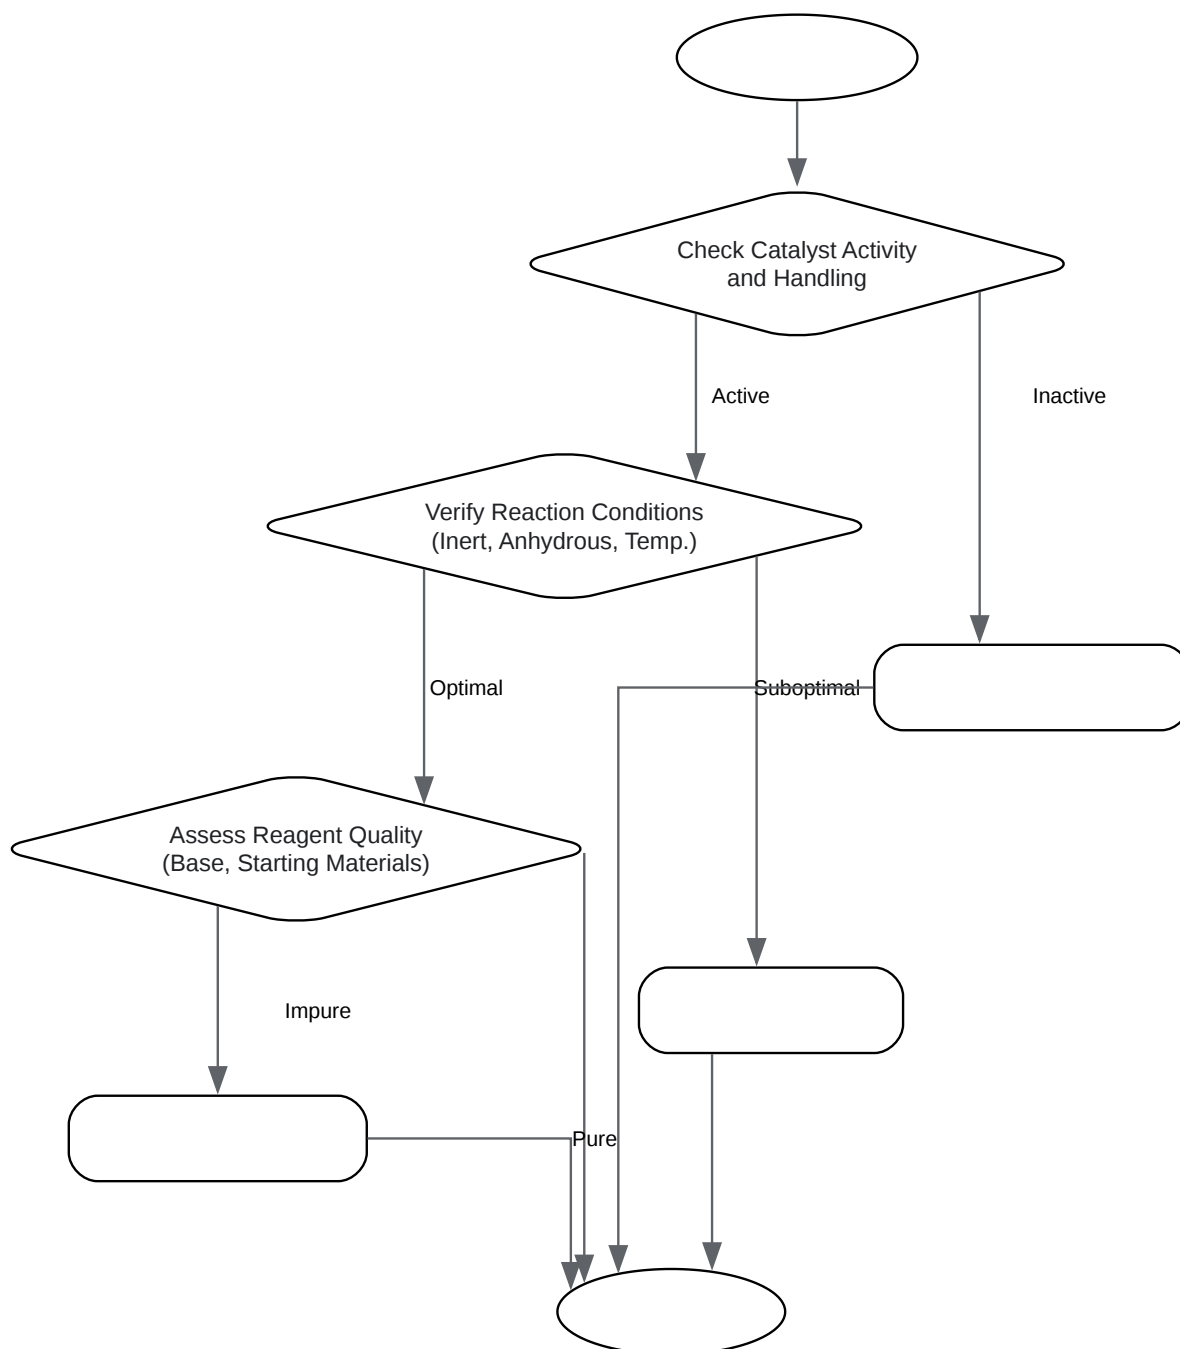 Check Catalyst Activity
and Handling
Active
Inactive
Verify Reaction Conditions
(Inert, Anhydrous, Temp.)
Optimal
Suboptimal
Assess Reagent Quality
(Base, Starting Materials)
Impure
Pure